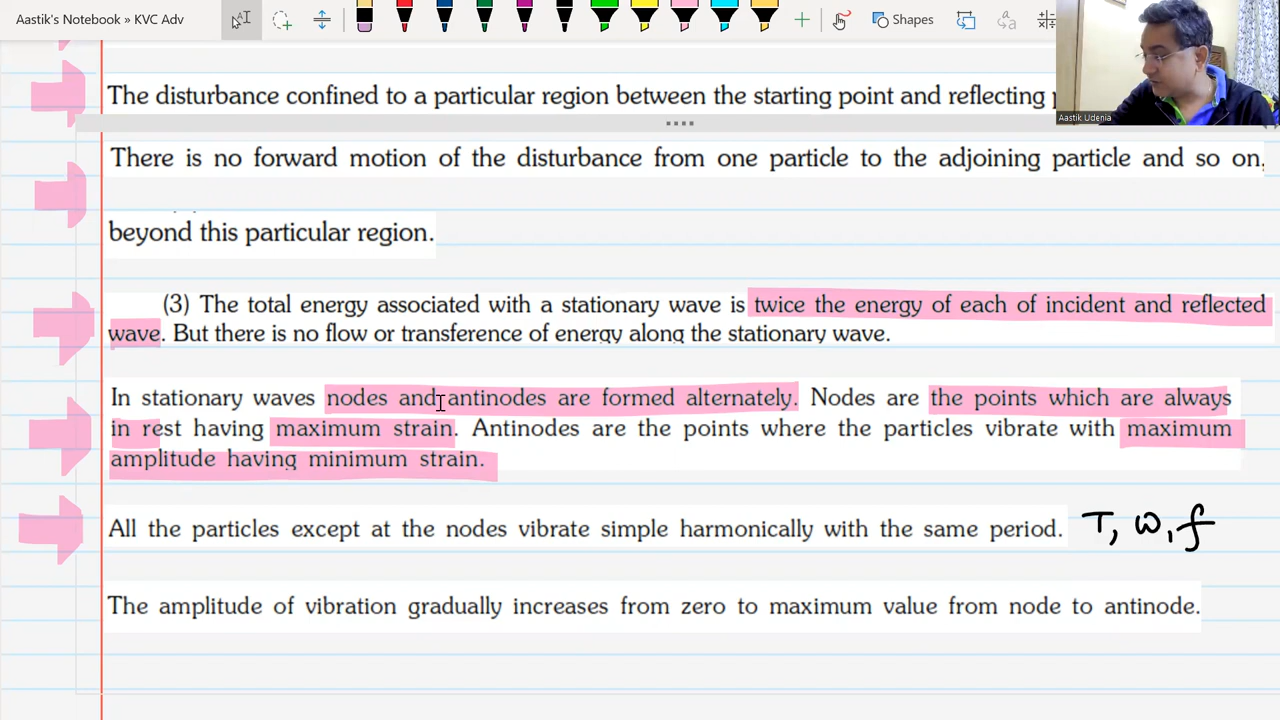 Aastik's Notebook » KVC Adv
Shapes
Aastik Udenia
The disturbance confined to a particular region between the starting point and reflecting
There is no forward motion of the disturbance from one particle to the adjoining particle and so on,
beyond this particular region.
(3) The total energy associated with a stationary wave is twice the energy of each of incident and reflected
wave. But there is no flow or transference of energy along the stationary wave.
In stationary waves nodes and antinodes are formed alternately. Nodes are the points which are always
in rest having maximum strain. Antinodes are the points where the particles vibrate with maximum
amplitude having minimum strain.
All the particles except at the nodes vibrate simple harmonically with the same period. T, ω, f
The amplitude of vibration gradually increases from zero to maximum value from node to antinode.